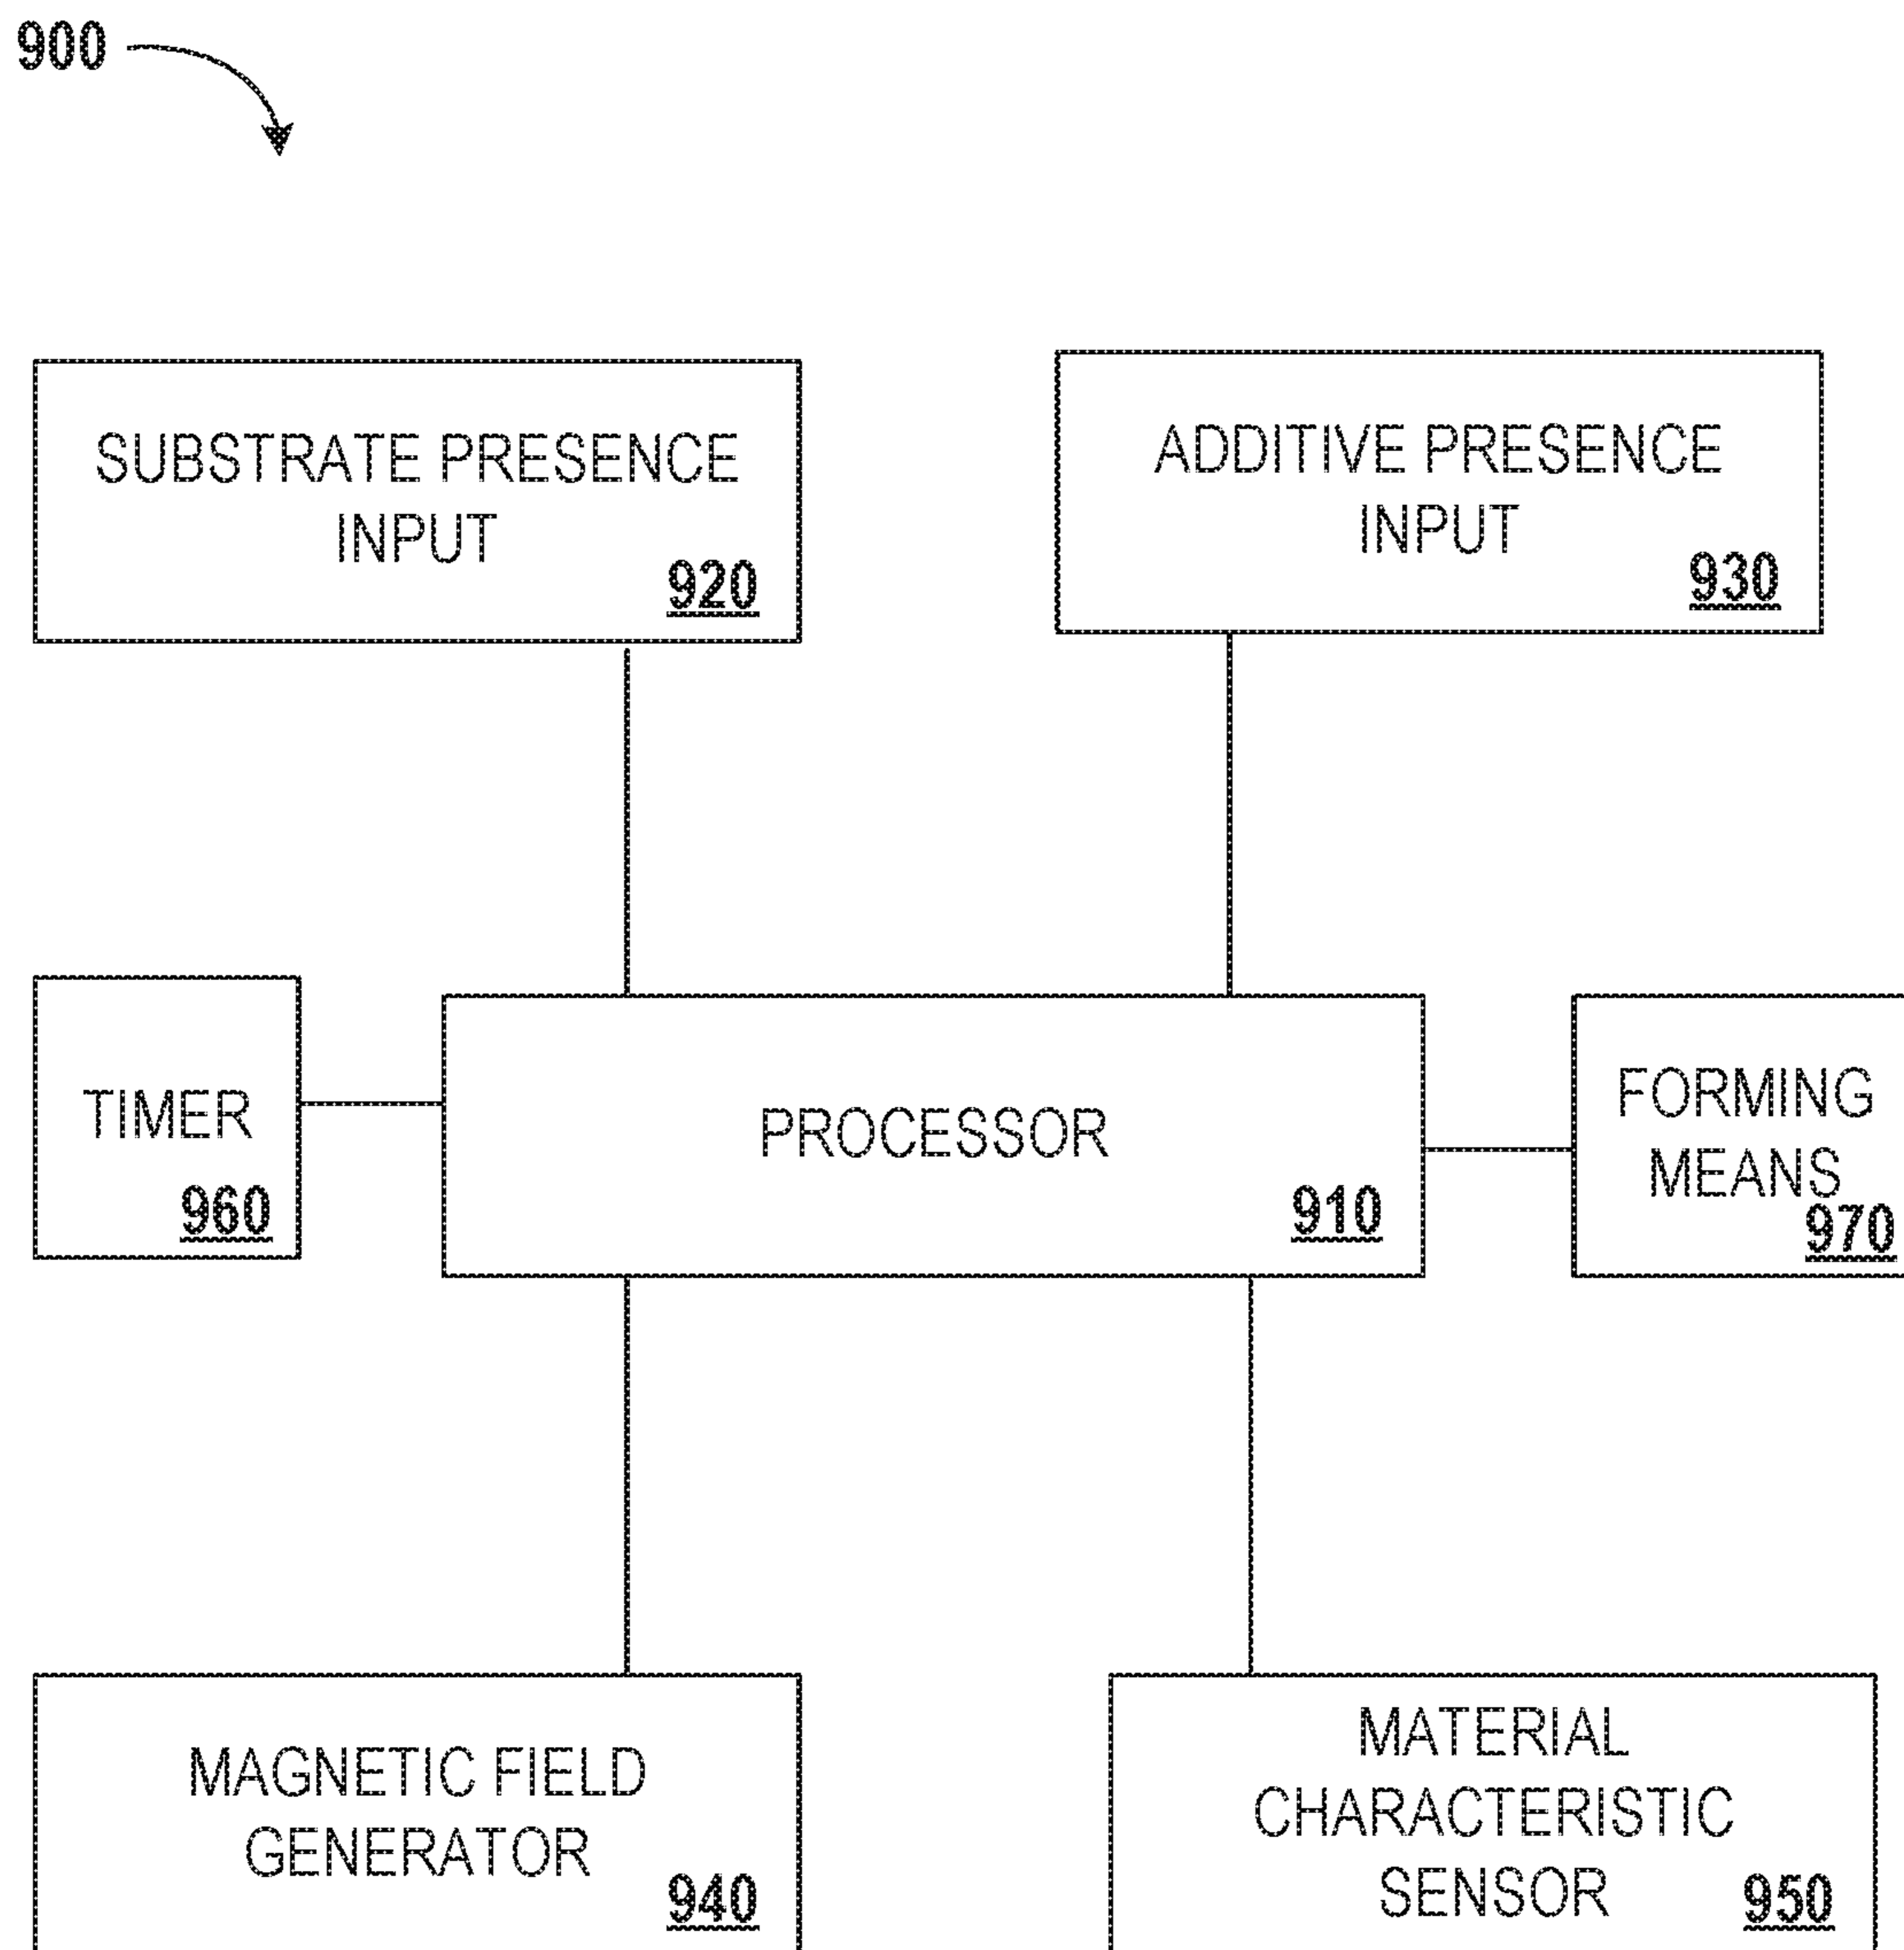 900
SUBSTRATE PRESENCE
INPUT
920
ADDITIVE PRESENCE
INPUT
930
TIMER
960
PROCESSOR
910
FORMING
MEANS
970
MAGNETIC FIELD
GENERATOR
940
MATERIAL
CHARACTERISTIC
SENSOR
950